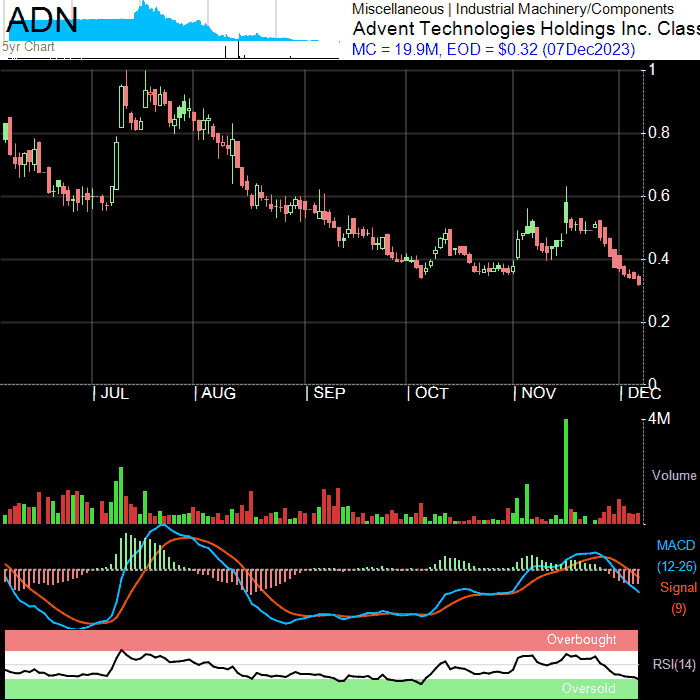 ADN
5yr Chart
Miscellaneous | Industrial Machinery/Components
Advent Technologies Holdings Inc. Class
MC = 19.9M, EOD = $0.32 (07Dec2023)
1
0.8
0.6
0.4
0.2
0
JUL AUG SEP OCT NOV DEC
4M
Volume
MACD
(12-26)
Signal
(9)
Overbought
RSI(14)
Oversold